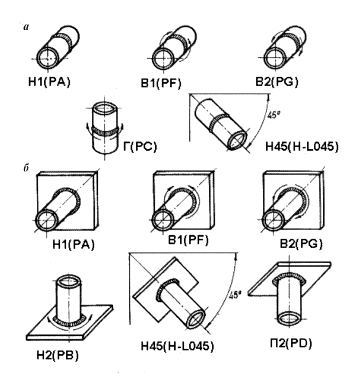 а
Н1(PA) В1(PF) В2(PG)
45°
Г(PC) Н45(H-L045)
б
Н1(PA) В1(PF) В2(PG)
45°
Н2(PB) Н45(H-L045) П2(PD)